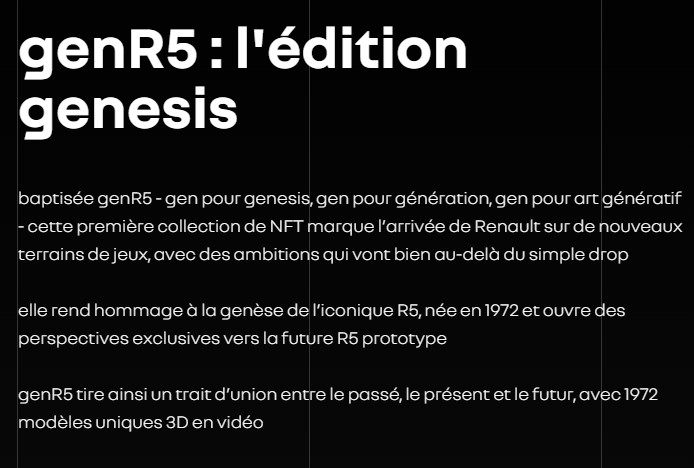 genR5 : l'édition
genesis
baptisée genR5 - gen pour genesis, gen pour génération, gen pour art génératif
- cette première collection de NFT marque l’arrivée de Renault sur de nouveaux
terrains de jeux, avec des ambitions qui vont bien au-delà du simple drop
elle rend hommage à la genèse de l’iconique R5, née en 1972 et ouvre des
perspectives exclusives vers la future R5 prototype
genR5 tire ainsi un trait d’union entre le passé, le présent et le futur, avec 1972
modèles uniques 3D en vidéo